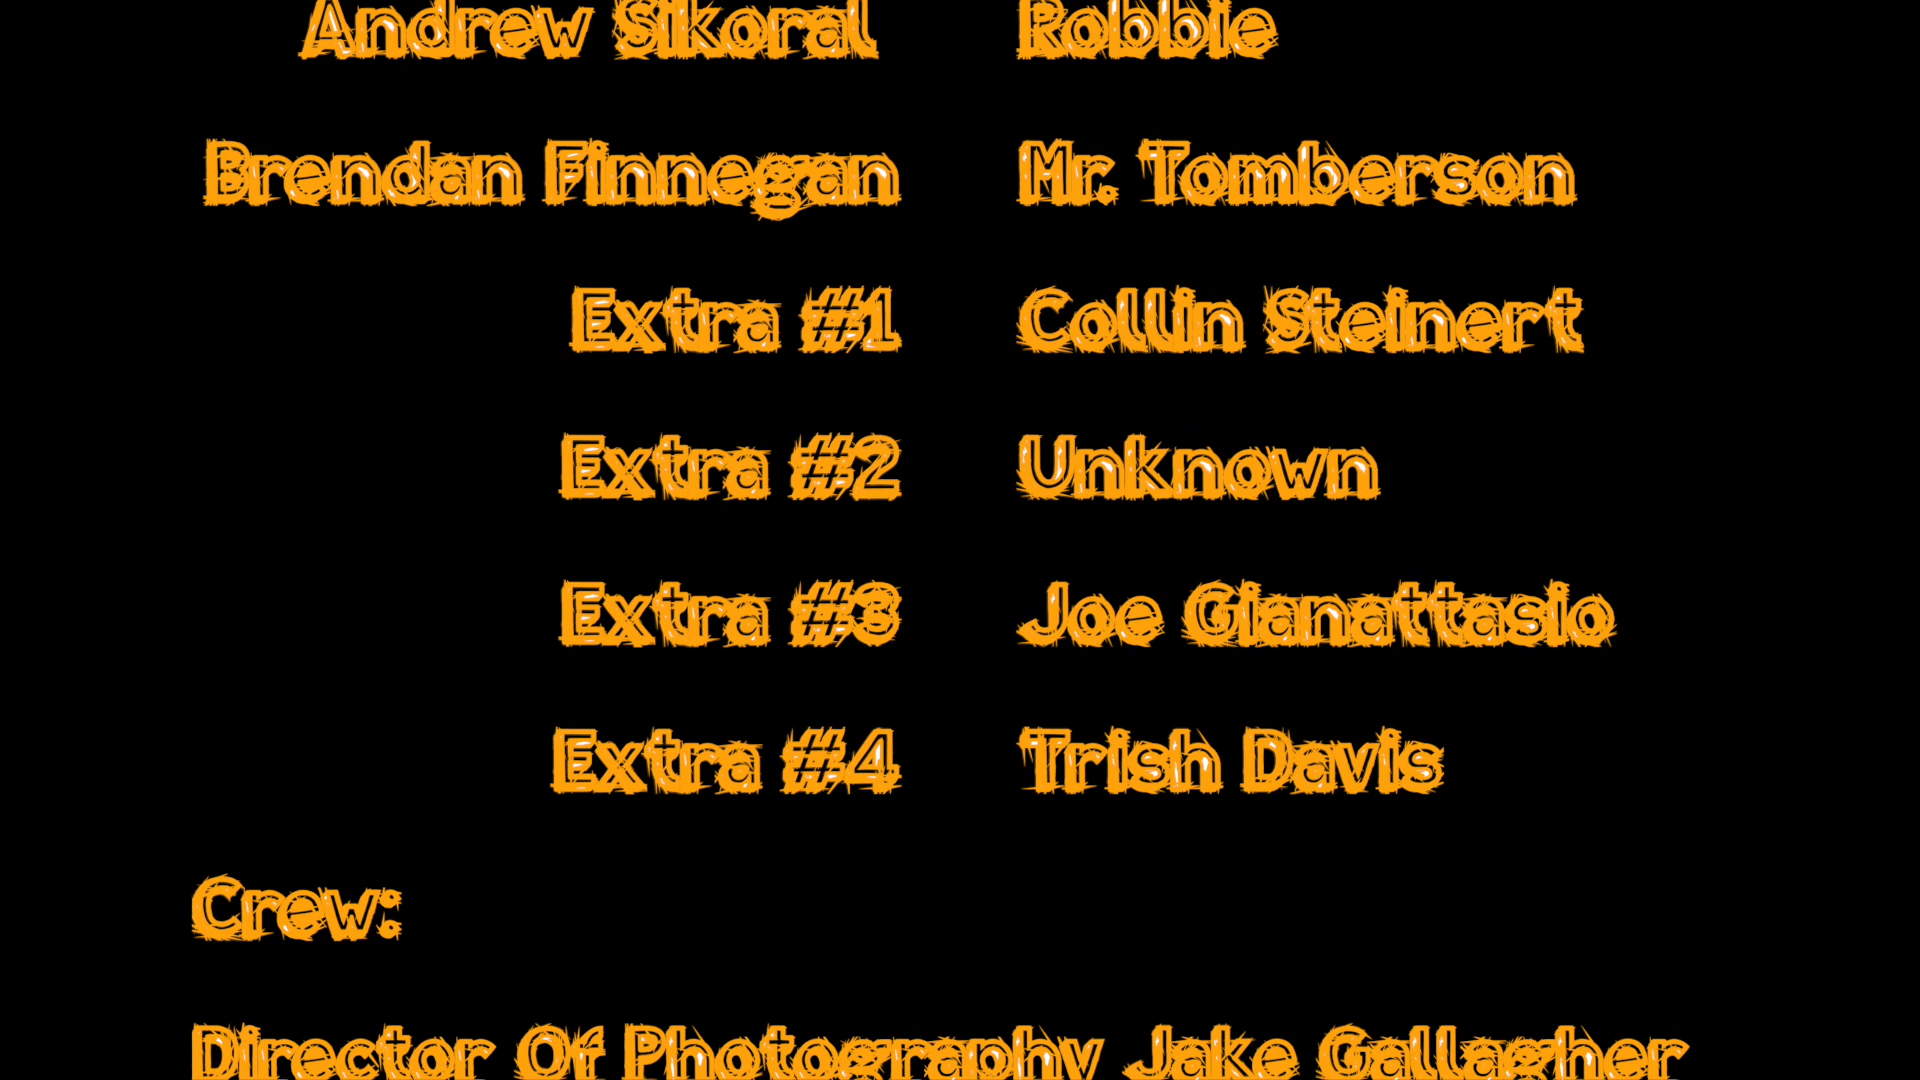 Andrew Sikoral Robbie
Brendan Finnegan Mr. Tomberson
Extra #1 Collin Steinert
Extra #2 Unknown
Extra #3 Joe Gianattasio
Extra #4 Trish Davis
Crew:
Director Of Photography Jake Gallagher